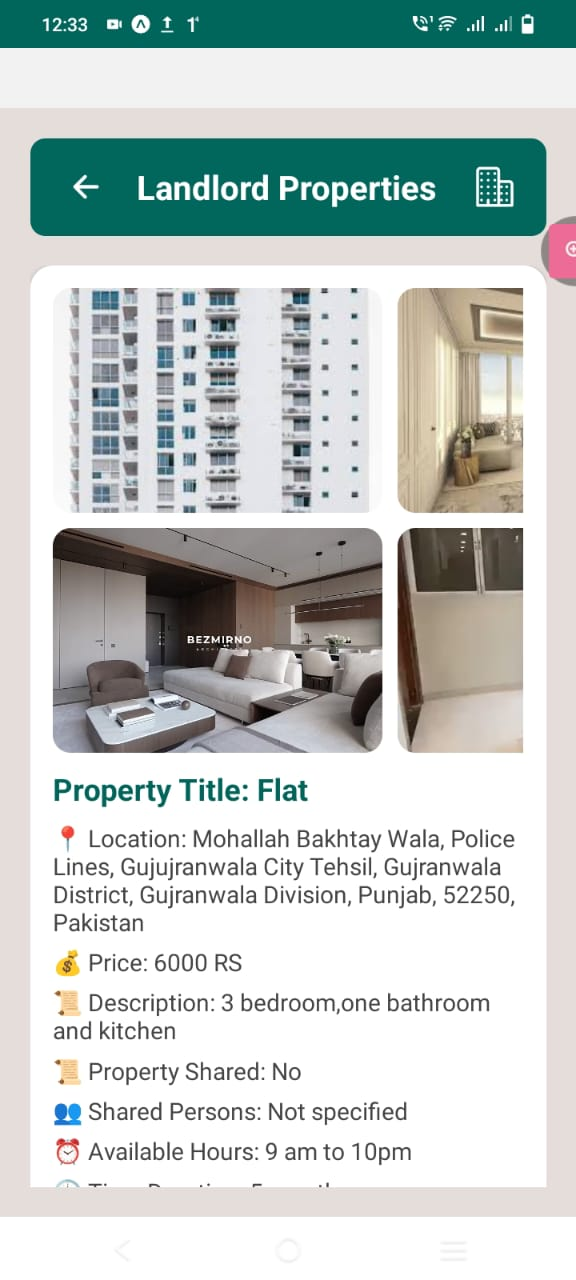 12:33
Landlord Properties
BEZMIRNO
Property Title: Flat
📍 Location: Mohallah Bakhtay Wala, Police
Lines, Gujujranwala City Tehsil, Gujranwala
District, Gujranwala Division, Punjab, 52250,
Pakistan
💰 Price: 6000 RS
📜 Description: 3 bedroom,one bathroom
and kitchen
📜 Property Shared: No
👥 Shared Persons: Not specified
⏰ Available Hours: 9 am to 10pm